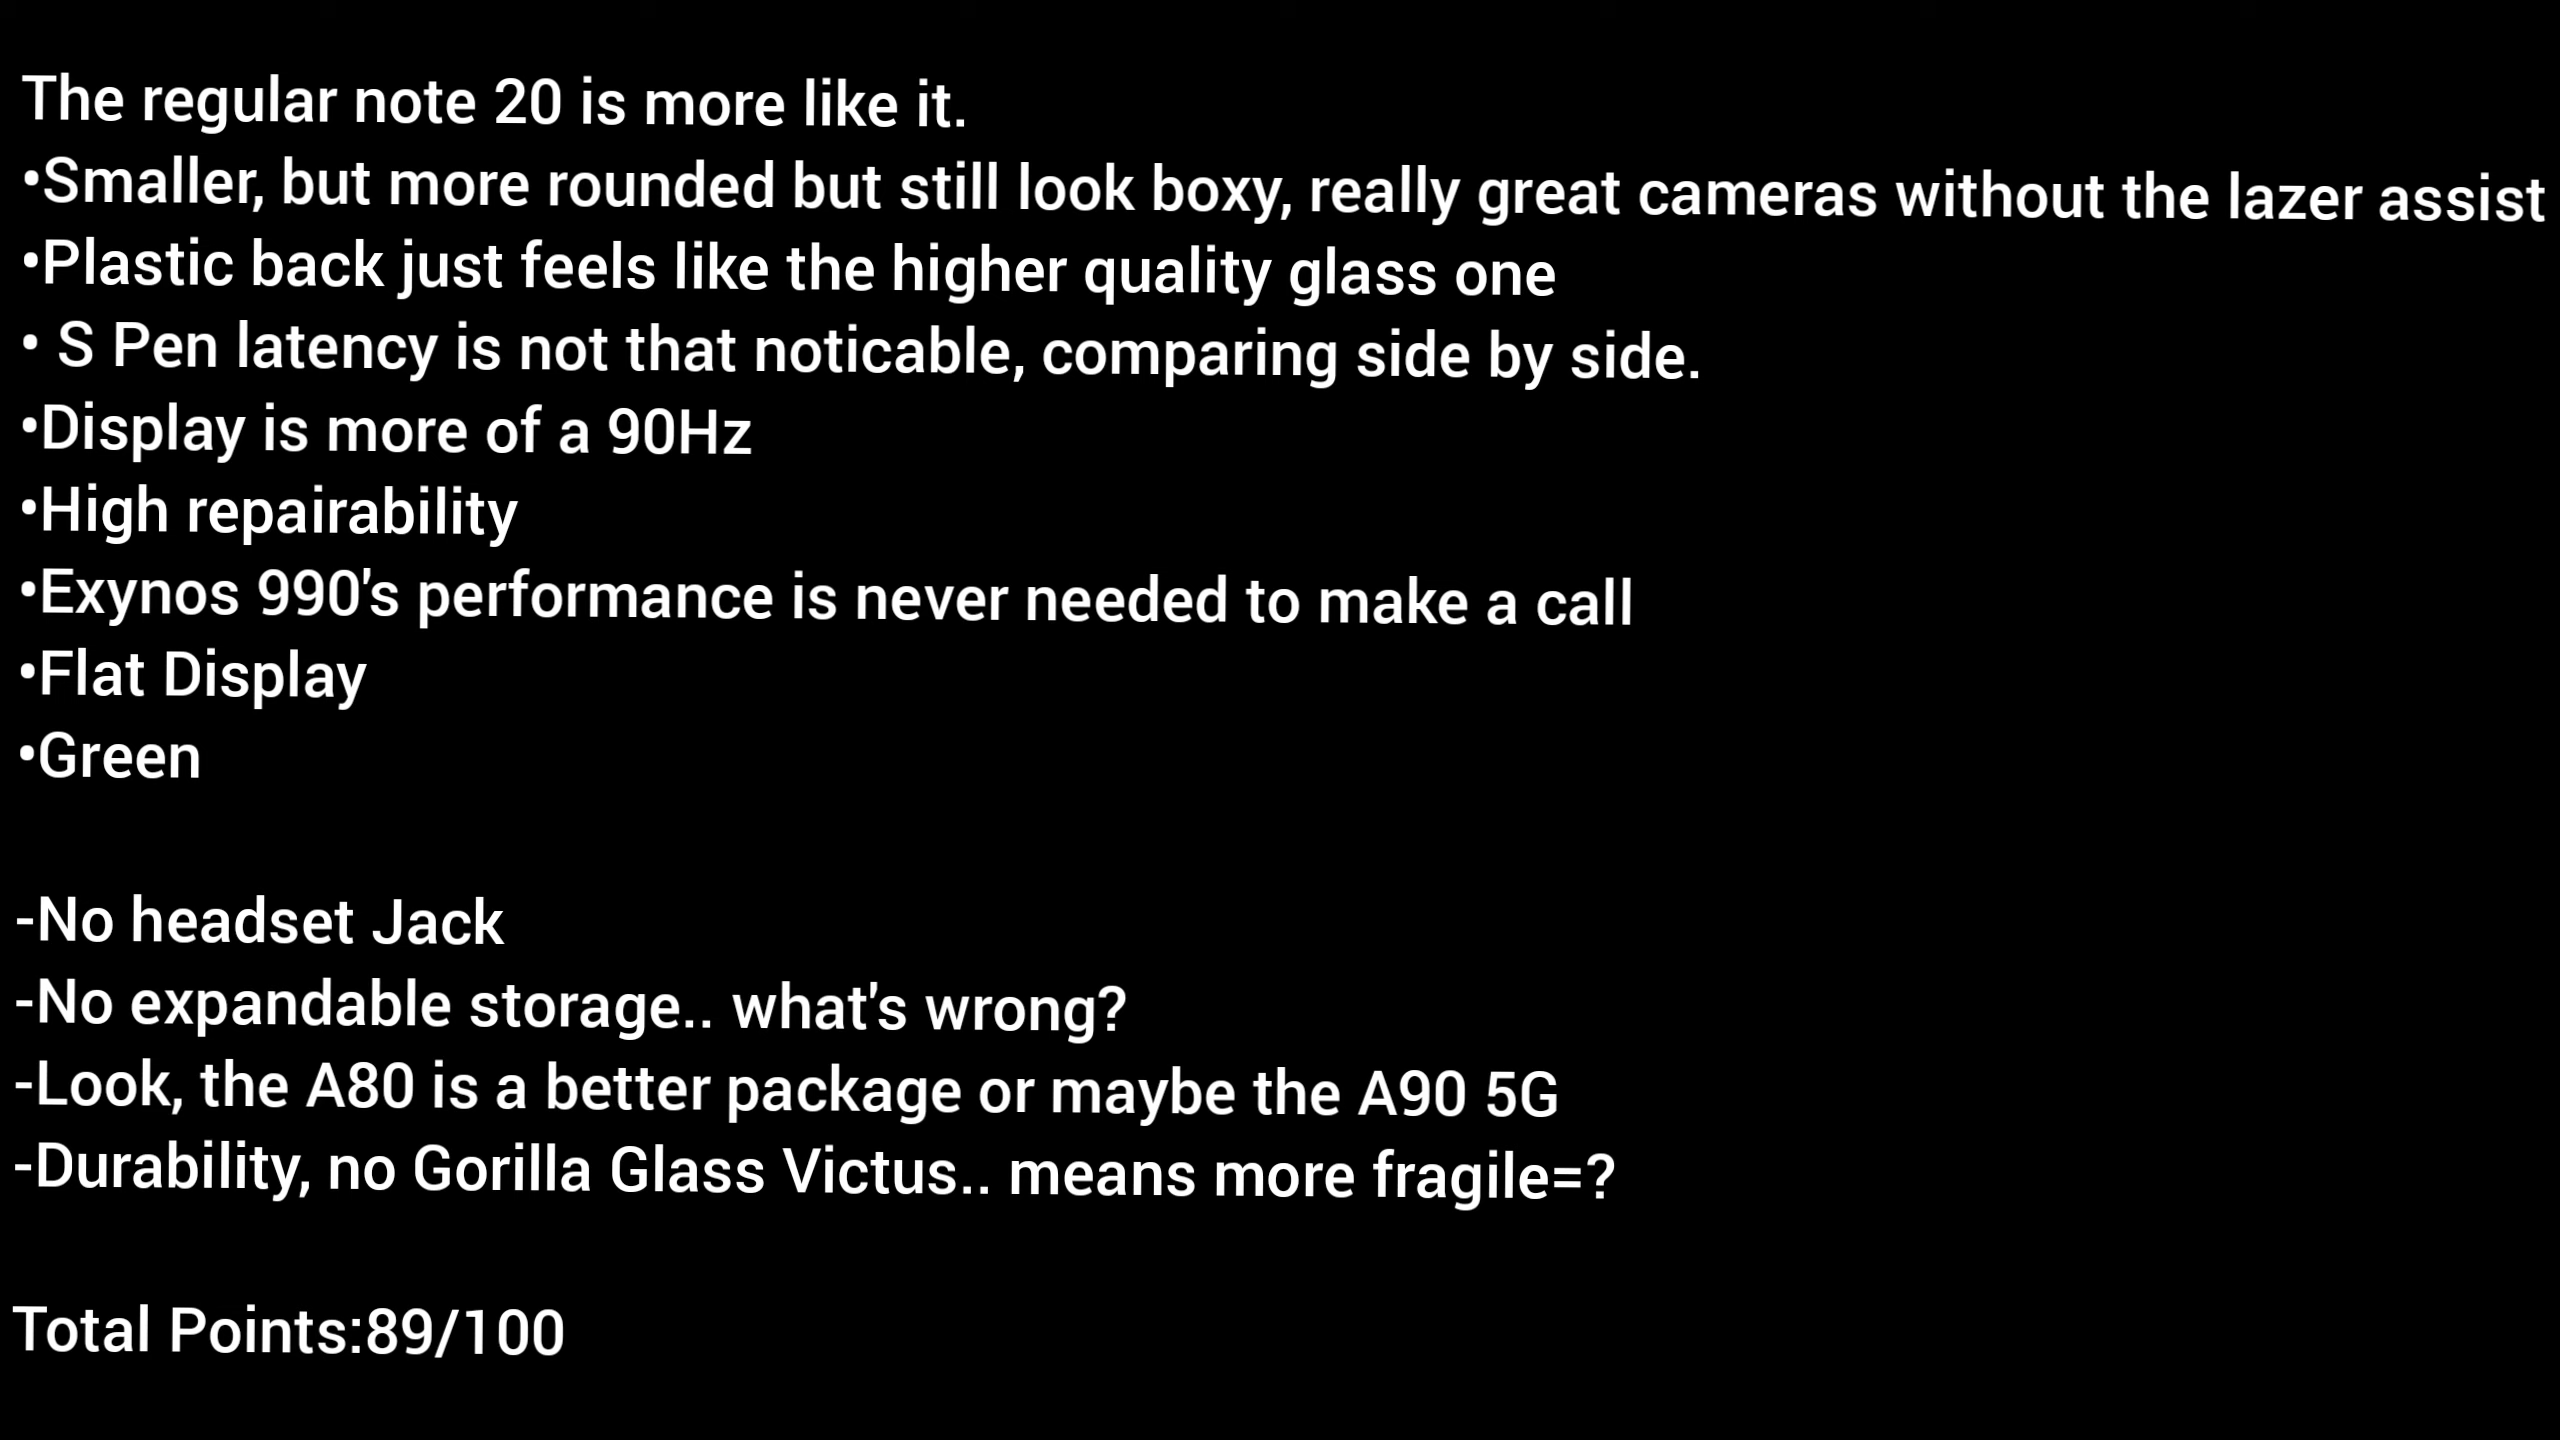 The regular note 20 is more like it.
•Smaller, but more rounded but still look boxy, really great cameras without the lazer assist
•Plastic back just feels like the higher quality glass one
• S Pen latency is not that noticable, comparing side by side.
•Display is more of a 90Hz
•High repairability
•Exynos 990's performance is never needed to make a call
•Flat Display
•Green
-No headset Jack
-No expandable storage.. what's wrong?
-Look, the A80 is a better package or maybe the A90 5G
-Durability, no Gorilla Glass Victus.. means more fragile=?
Total Points:89/100